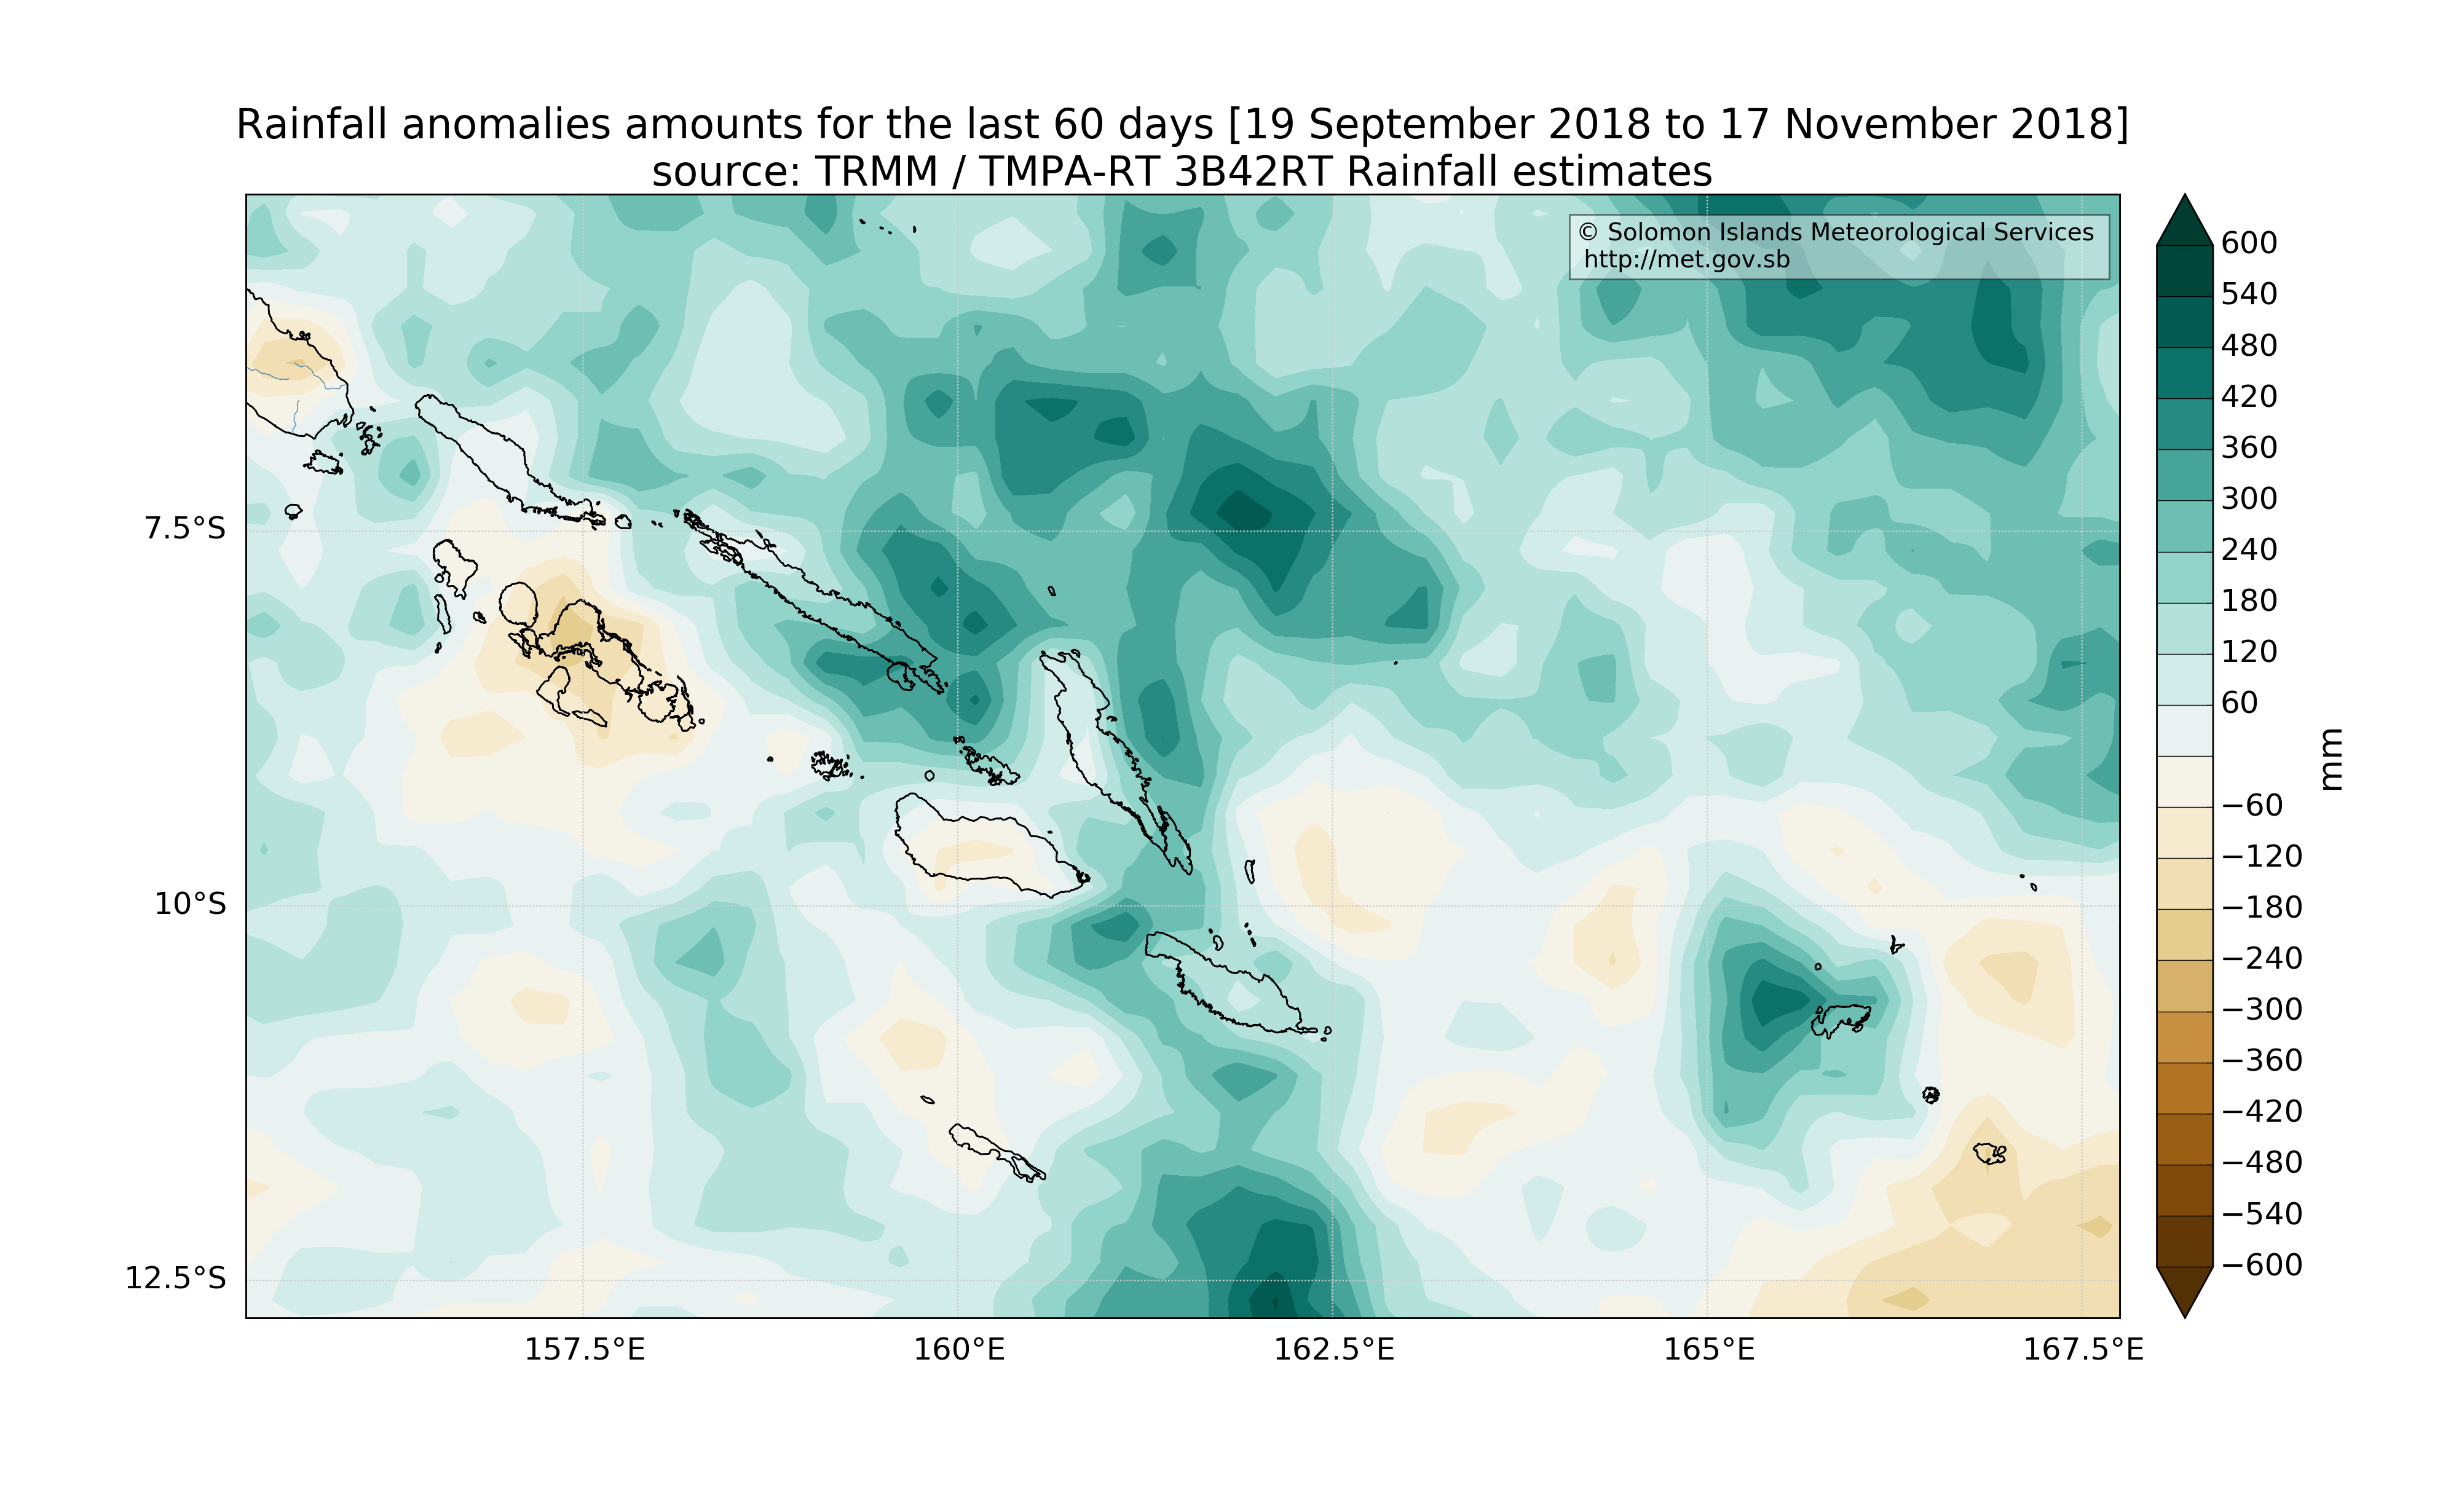 Rainfall anomalies amounts for the last 60 days [19 September 2018 to 17 November 2018]
source: TRMM / TMPA-RT 3B42RT Rainfall estimates
© Solomon Islands Meteorological Services
http://met.gov.sb
7.5°S
10°S
12.5°S
157.5°E
160°E
162.5°E
165°E
167.5°E
600
540
480
420
360
300
240
180
120
60
−60
−120
−180
−240
−300
−360
−420
−480
−540
−600
mm